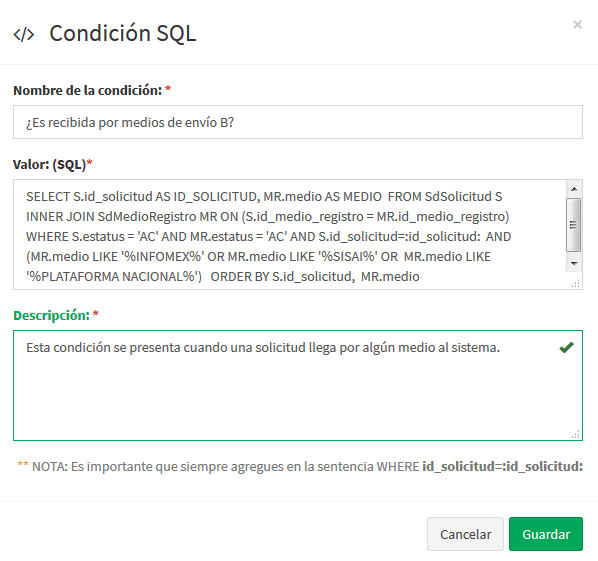 </> Condición SQL
×
Nombre de la condición: *
¿Es recibida por medios de envío B?
Valor: (SQL)*
SELECT S.id_solicitud AS ID_SOLICITUD, MR.medio AS MEDIO  FROM SdSolicitud S
INNER JOIN SdMedioRegistro MR ON (S.id_medio_registro = MR.id_medio_registro)
WHERE S.estatus = 'AC' AND MR.estatus = 'AC' AND S.id_solicitud=:id_solicitud:  AND
(MR.medio LIKE '%INFOMEX%' OR MR.medio LIKE '%SISAI%' OR  MR.medio LIKE
'%PLATAFORMA NACIONAL%')   ORDER BY S.id_solicitud,  MR.medio
Descripción: *
Esta condición se presenta cuando una solicitud llega por algún medio al sistema.
** NOTA: Es importante que siempre agregues en la sentencia WHERE id_solicitud=:id_solicitud:
Cancelar
Guardar